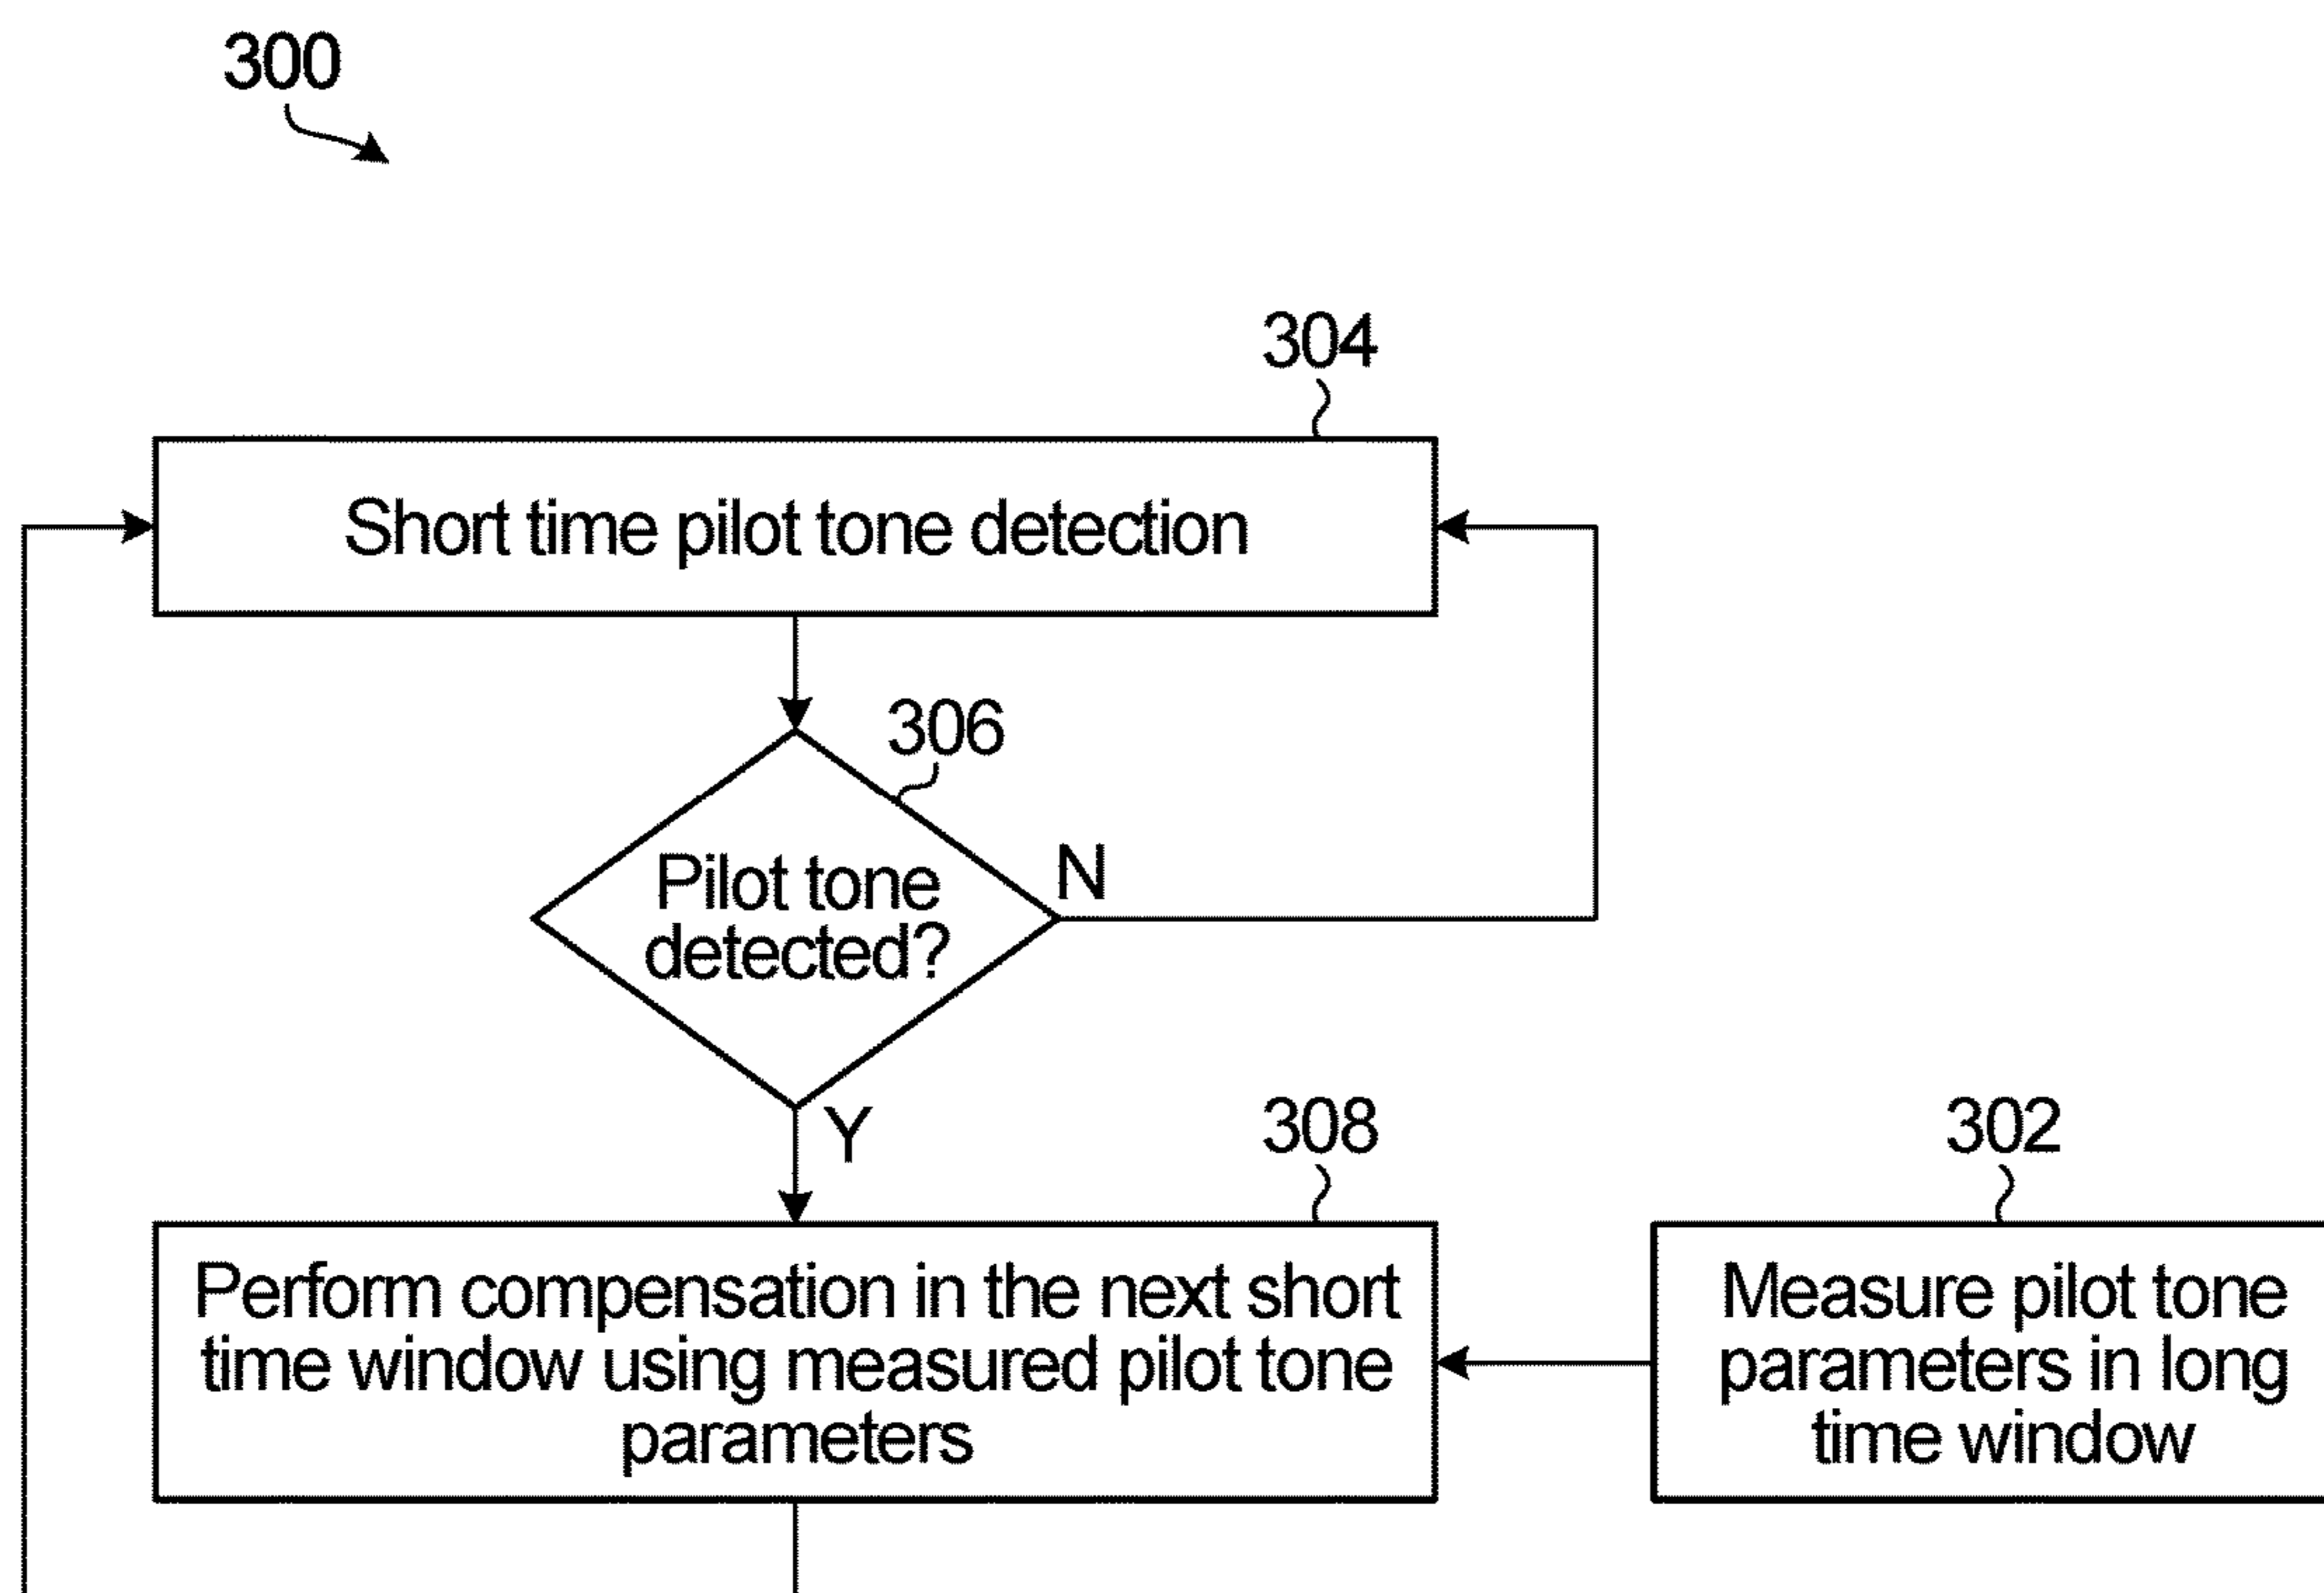 300
304
Short time pilot tone detection
306
Pilot tone
detected?
N
Y
308
302
Perform compensation in the next short
time window using measured pilot tone
parameters
Measure pilot tone
parameters in long
time window